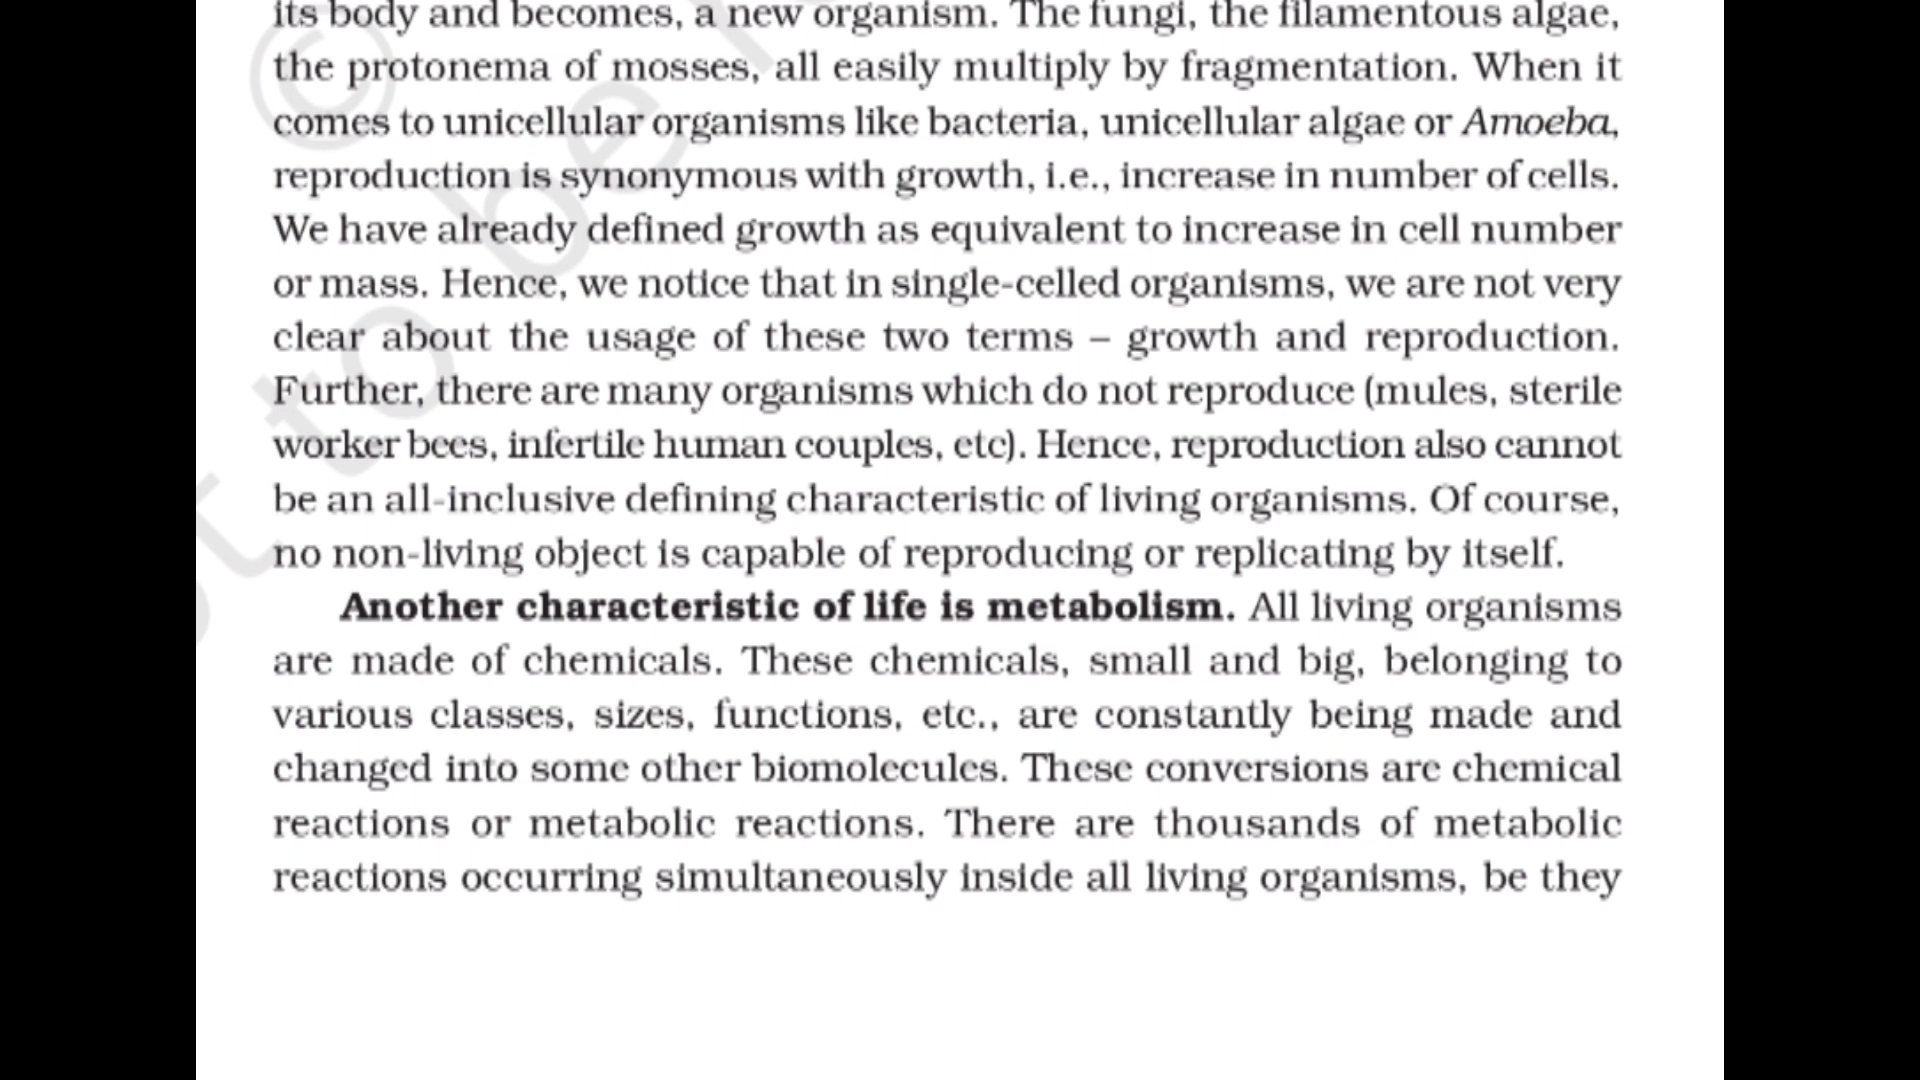 its body and becomes, a new organism. The fungi, the filamentous algae,
the protonema of mosses, all easily multiply by fragmentation. When it
comes to unicellular organisms like bacteria, unicellular algae or Amoeba,
reproduction is synonymous with growth, i.e., increase in number of cells.
We have already defined growth as equivalent to increase in cell number
or mass. Hence, we notice that in single-celled organisms, we are not very
clear about the usage of these two terms – growth and reproduction.
Further, there are many organisms which do not reproduce (mules, sterile
worker bees, infertile human couples, etc). Hence, reproduction also cannot
be an all-inclusive defining characteristic of living organisms. Of course,
no non-living object is capable of reproducing or replicating by itself.
Another characteristic of life is metabolism. All living organisms
are made of chemicals. These chemicals, small and big, belonging to
various classes, sizes, functions, etc., are constantly being made and
changed into some other biomolecules. These conversions are chemical
reactions or metabolic reactions. There are thousands of metabolic
reactions occurring simultaneously inside all living organisms, be they
©
to be